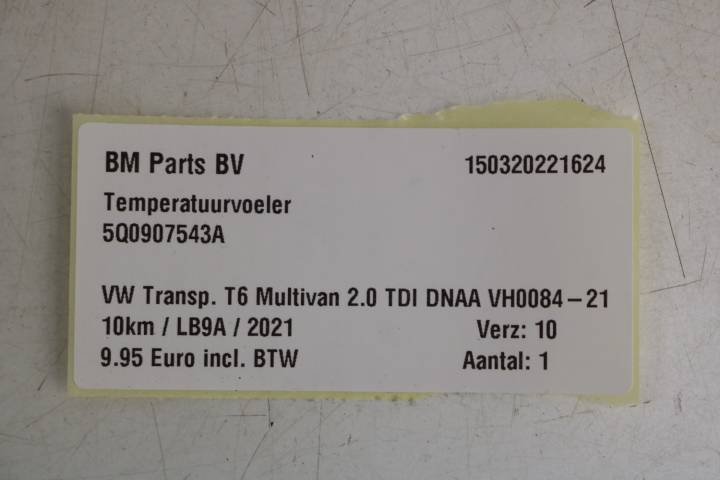 BM Parts BV 150320221624
Temperatuurvoeler
5Q0907543A
VW Transp. T6 Multivan 2.0 TDI DNAA VH0084-21
10km / LB9A / 2021 Verz: 10
9.95 Euro incl. BTW Aantal: 1